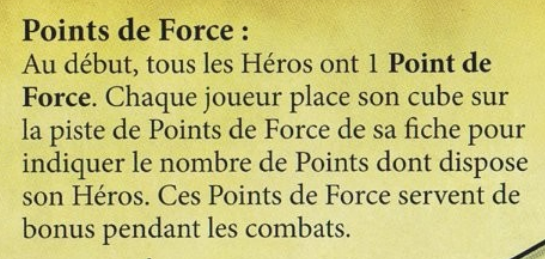 Points de Force :
Au début, tous les Héros ont 1 Point de
Force. Chaque joueur place son cube sur
la piste de Points de Force de sa fiche pour
indiquer le nombre de Points dont dispose
son Héros. Ces Points de Force servent de
bonus pendant les combats.